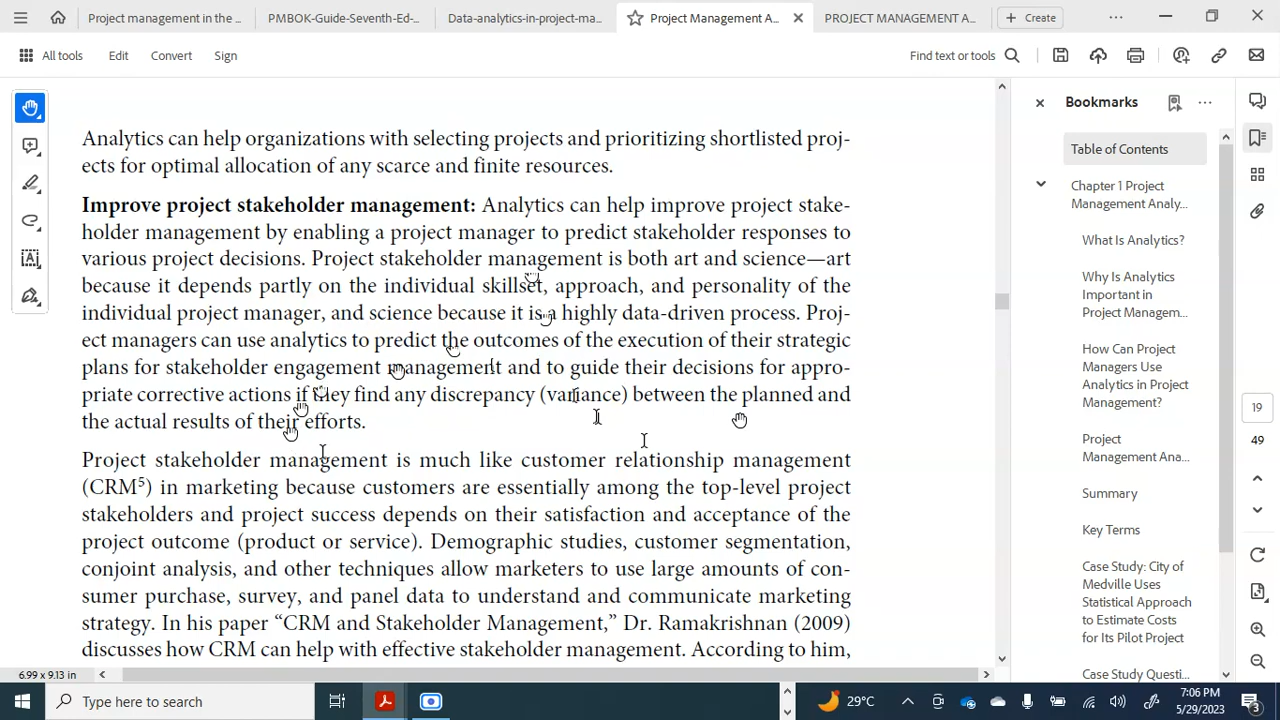 Project management in the ...
PMBOK-Guide-Seventh-Ed-...
Data-analytics-in-project-ma...
Project Management A...
PROJECT MANAGEMENT A...
Create
All tools
Edit
Convert
Sign
Find text or tools
Analytics can help organizations with selecting projects and prioritizing shortlisted proj-
ects for optimal allocation of any scarce and finite resources.
Improve project stakeholder management: Analytics can help improve project stake-
holder management by enabling a project manager to predict stakeholder responses to
various project decisions. Project stakeholder management is both art and science—art
because it depends partly on the individual skillset, approach, and personality of the
individual project manager, and science because it is a highly data-driven process. Proj-
ect managers can use analytics to predict the outcomes of the execution of their strategic
plans for stakeholder engagement management and to guide their decisions for appro-
priate corrective actions if they find any discrepancy (variance) between the planned and
the actual results of their efforts.
Project stakeholder management is much like customer relationship management
(CRM⁵) in marketing because customers are essentially among the top-level project
stakeholders and project success depends on their satisfaction and acceptance of the
project outcome (product or service). Demographic studies, customer segmentation,
conjoint analysis, and other techniques allow marketers to use large amounts of con-
sumer purchase, survey, and panel data to understand and communicate marketing
strategy. In his paper “CRM and Stakeholder Management,” Dr. Ramakrishnan (2009)
discusses how CRM can help with effective stakeholder management. According to him,
Bookmarks
Table of Contents
Chapter 1 Project
Management Analy...
What Is Analytics?
Why Is Analytics
Important in
Project Managem...
How Can Project
Managers Use
Analytics in Project
Management?
Project
Management Ana...
Summary
Key Terms
Case Study: City of
Medville Uses
Statistical Approach
to Estimate Costs
for Its Pilot Project
Case Study Questi...
19
49
6.99 x 9.13 in
Type here to search
29°C
7:06 PM
5/29/2023
3